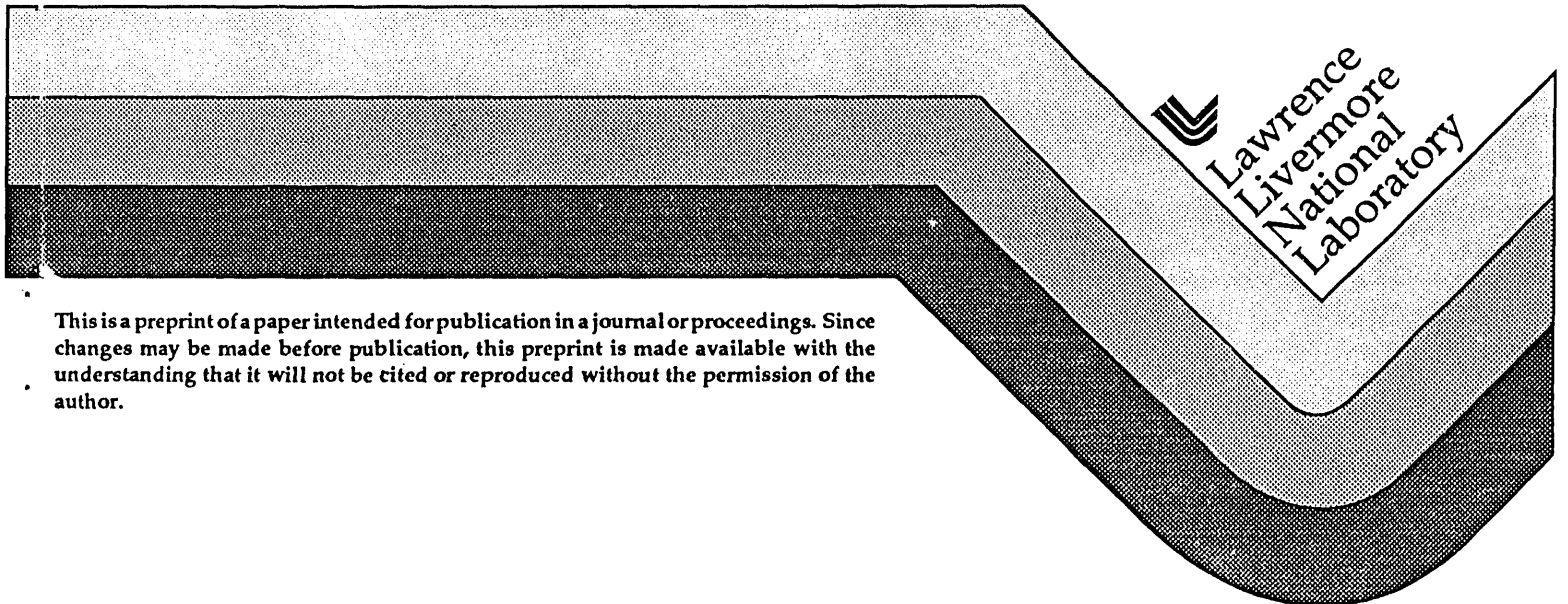 Lawrence
Livermore
National
Laboratory
This is a preprint of a paper intended for publication in a journal or proceedings. Since
changes may be made before publication, this preprint is made available with the
understanding that it will not be cited or reproduced without the permission of the
author.